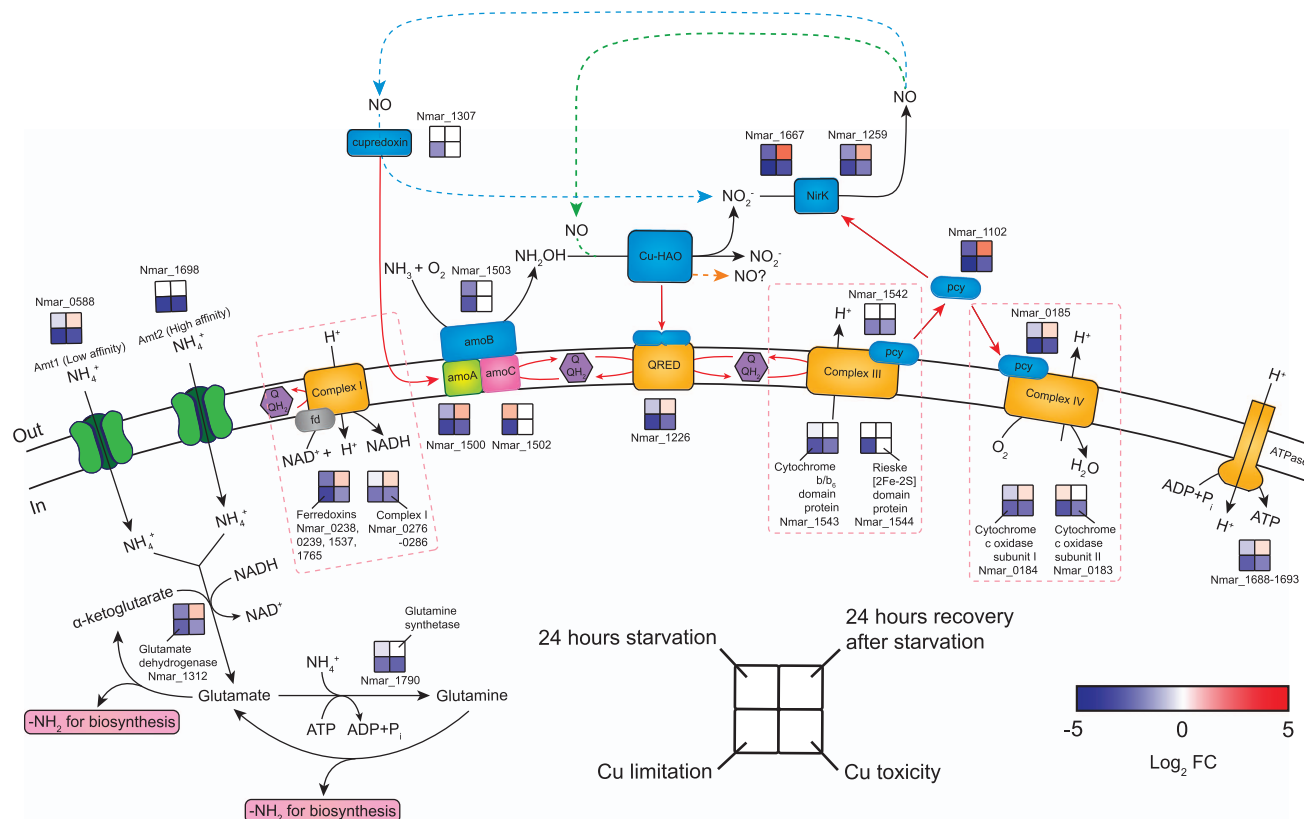 NO
NO
Nmar_1307
cupredoxin
Nmar_1667
Nmar_1259
NO₂⁻
NirK
NO
NH₂OH
Cu-HAO
NO₂⁻
NO?
NH₃ + O₂
Nmar_1503
Nmar_1102
pcy
Nmar_1698
Nmar_0588
Amt2 (High affinity)
NH₄⁺
Amt1 (Low affinity)
NH₄⁺
H⁺
Q
QH₂
Complex I
fd
NAD⁺ + H⁺
NADH
amoB
amoA
amoC
Nmar_1500
Nmar_1502
Q
QH₂
QRED
Nmar_1226
Q
QH₂
Nmar_1542
H⁺
pcy
Complex III
Nmar_0185
H⁺
pcy
Complex IV
O₂
H₂O
H⁺
ATPase
ADP+Pᵢ
H⁺
ATP
Nmar_1688-1693
Out
In
Ferredoxins
Nmar_0238,
0239, 1537,
1765
Complex I
Nmar_0276
-0286
Cytochrome
b/b₆
domain
protein
Nmar_1543
Rieske
[2Fe-2S]
domain
protein
Nmar_1544
Cytochrome
c oxidase
subunit I
Nmar_0184
Cytochrome
c oxidase
subunit II
Nmar_0183
NH₄⁺
NH₄⁺
NADH
α-ketoglutarate
NAD⁺
Glutamate
dehydrogenase
Nmar_1312
Glutamine
synthetase
Nmar_1790
NH₄⁺
Glutamate
Glutamine
ATP
ADP+Pᵢ
-NH₂ for biosynthesis
-NH₂ for biosynthesis
24 hours starvation
24 hours recovery
after starvation
Cu limitation
Cu toxicity
-5
0
5
Log₂ FC